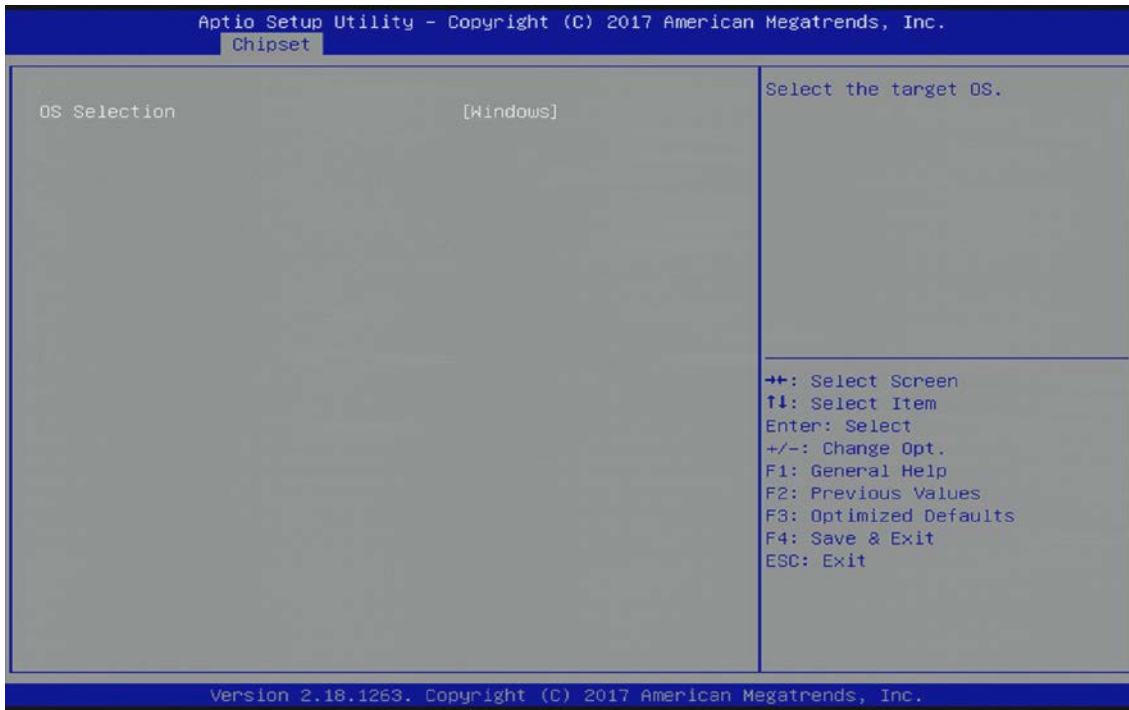 Aptio Setup Utility – Copyright (C) 2017 American Megatrends, Inc.
Chipset
OS Selection [Windows]
Select the target OS.
→←: Select Screen
↑↓: Select Item
Enter: Select
+/-: Change Opt.
F1: General Help
F2: Previous Values
F3: Optimized Defaults
F4: Save & Exit
ESC: Exit
Version 2.18.1263. Copyright (C) 2017 American Megatrends, Inc.